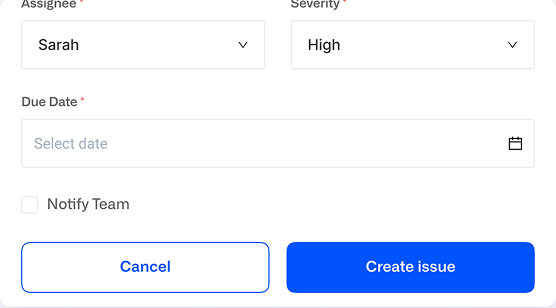 Assignee * Severity *
Sarah High
Due Date *
Select date
Notify Team
Cancel Create issue